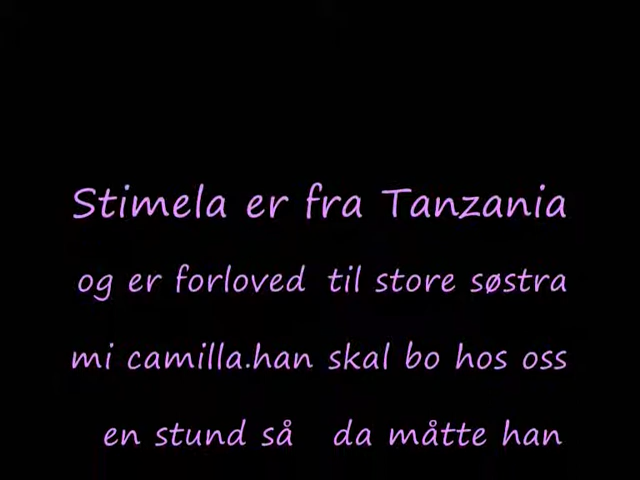 Stimela er fra Tanzania
og er forloved til store søstra
mi camilla.han skal bo hos oss
en stund så da måtte han